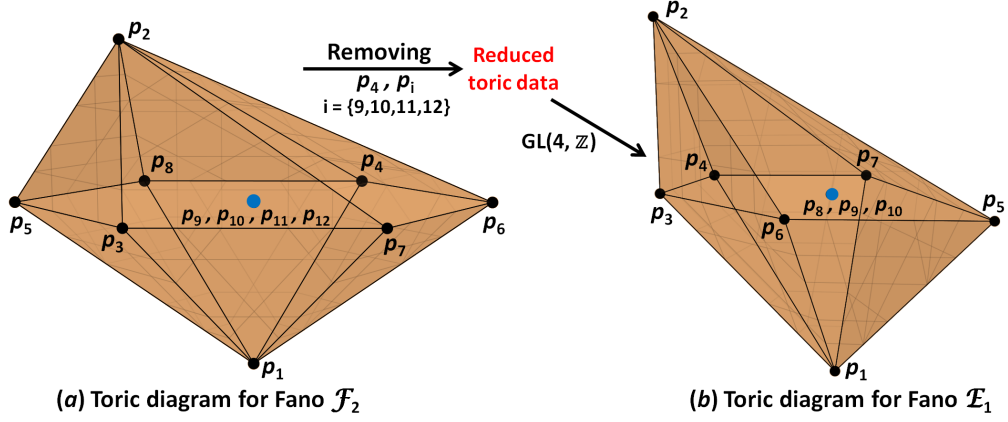 p2
Removing
p4 , pi
i = {9,10,11,12}
Reduced
toric data
GL(4, ℤ)
p8
p4
p5
p9 , p10 , p11 , p12
p6
p3
p7
p1
(a) Toric diagram for Fano ℱ2
p2
p4
p7
p3
p8 , p9 , p10
p5
p6
p1
(b) Toric diagram for Fano ℰ1